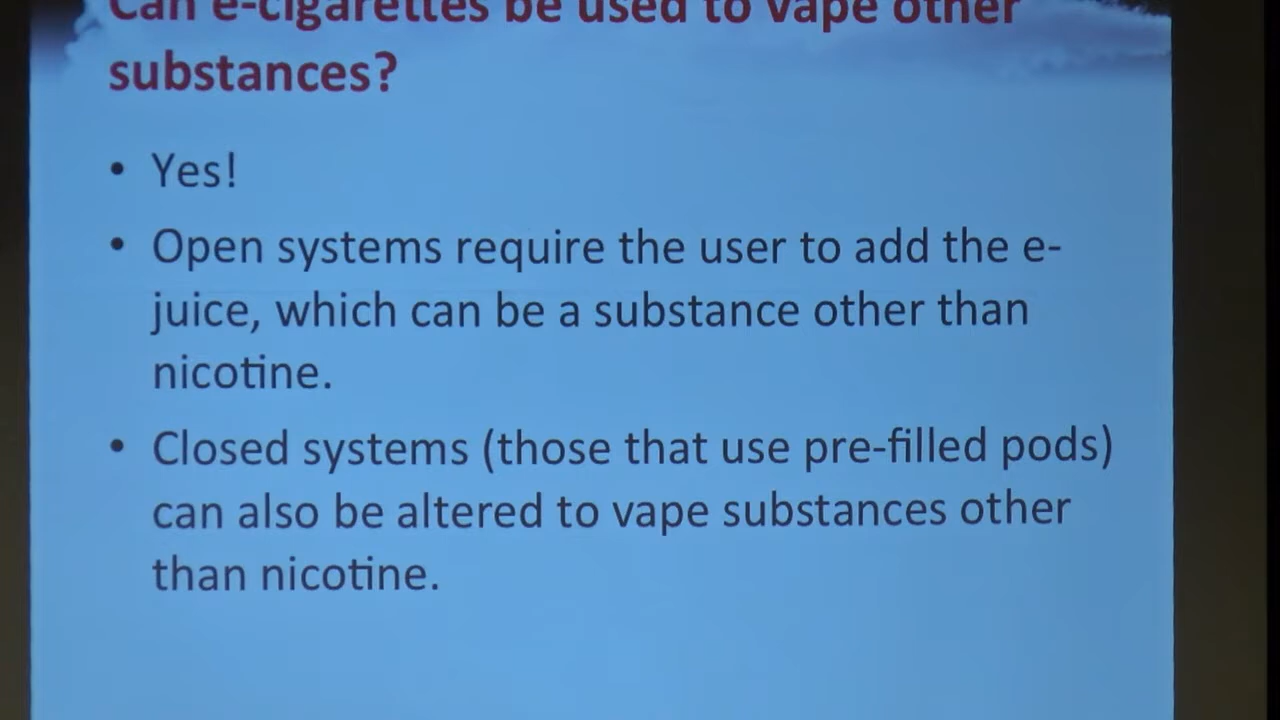 Can e-cigarettes be used to vape other
substances?
• Yes!
• Open systems require the user to add the e-
juice, which can be a substance other than
nicotine.
• Closed systems (those that use pre-filled pods)
can also be altered to vape substances other
than nicotine.